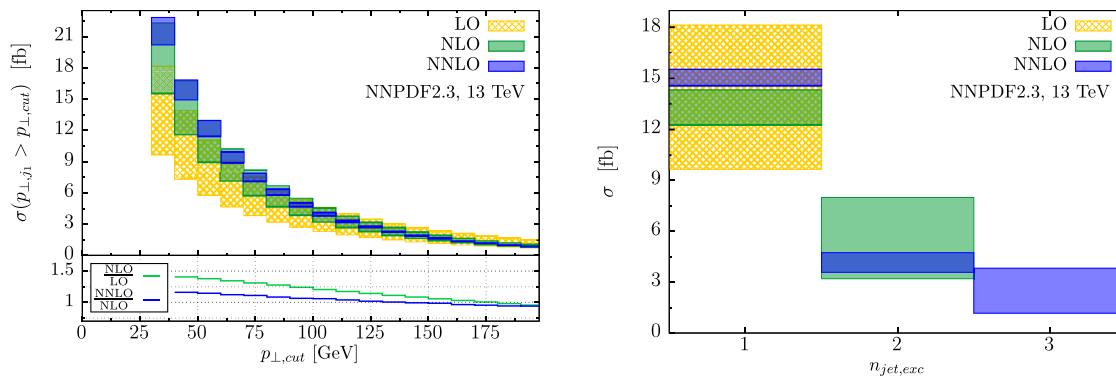 σ(p⊥,j₁ > p⊥,cut) [fb]
21
18
15
12
9
6
3
0
LO
NLO
NNLO
NNPDF2.3, 13 TeV
1.5
1
NLO/LO
NNLO/NLO
0 25 50 75 100 125 150 175
p⊥,cut [GeV]
σ [fb]
18
15
12
9
6
3
0
LO
NLO
NNLO
NNPDF2.3, 13 TeV
1 2 3
n_jet,exc